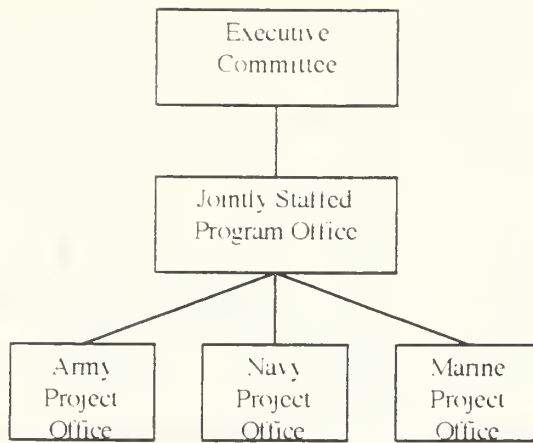 Executive
Committee
Jointly Staffed
Program Office
Army
Project
Office
Navy
Project
Office
Marine
Project
Office